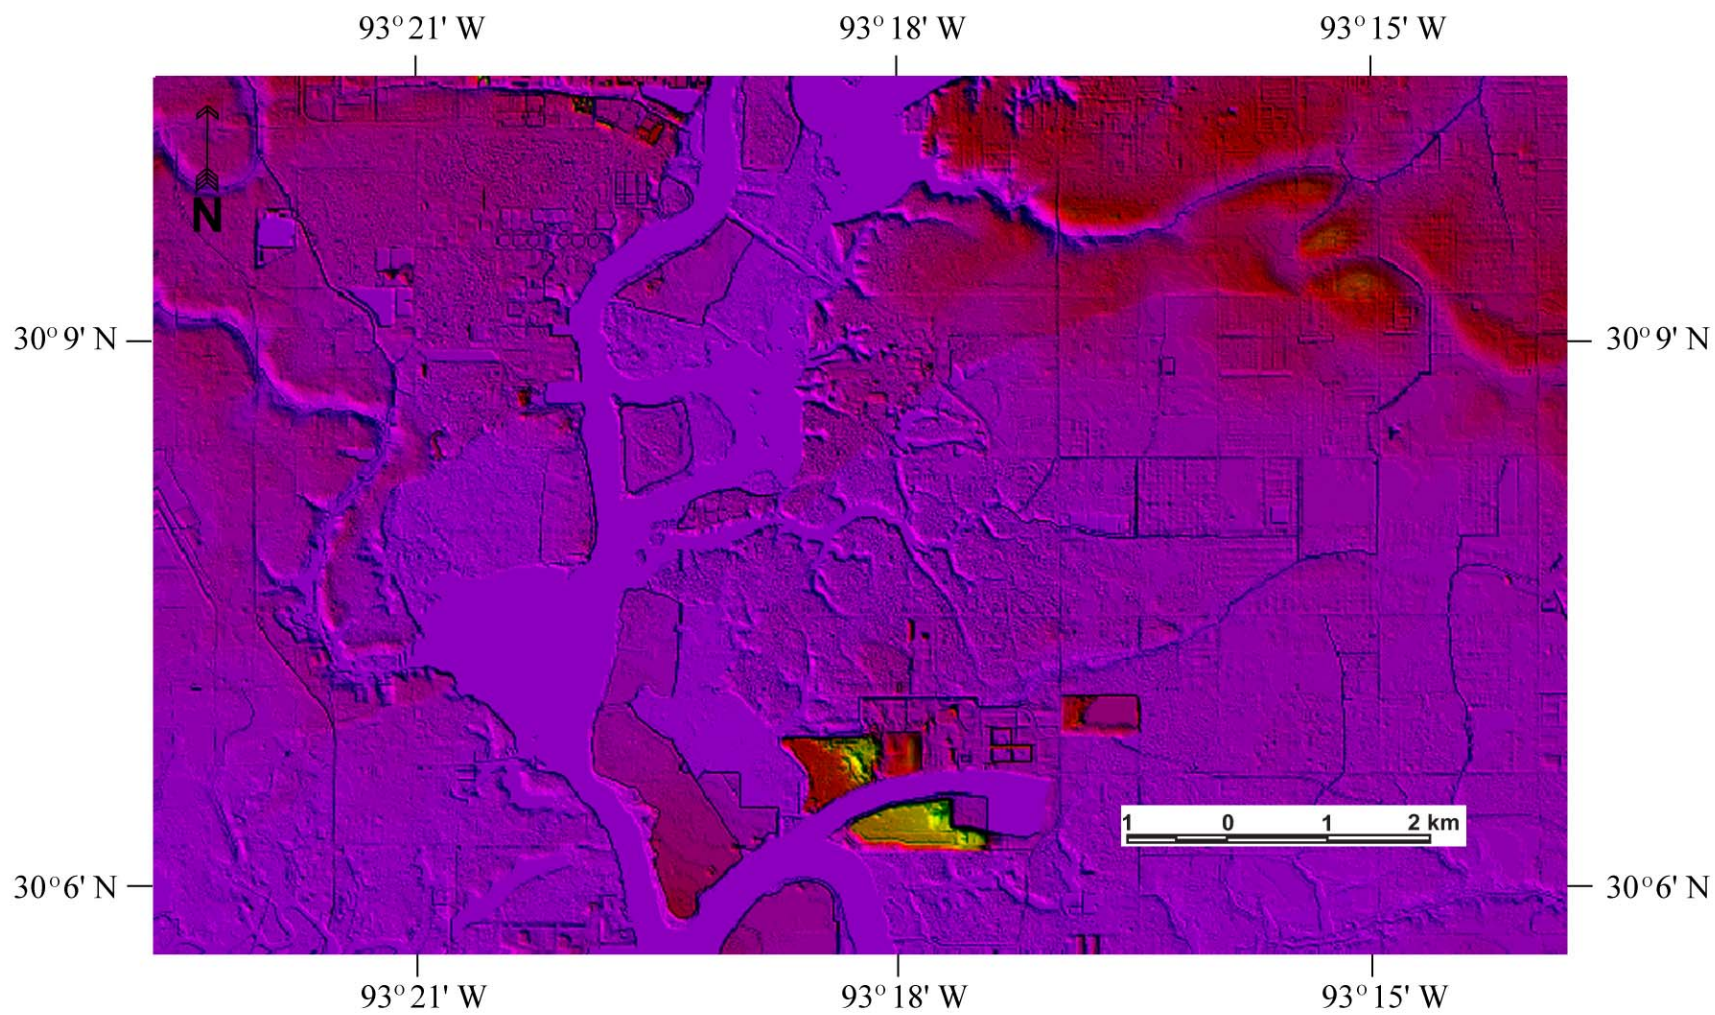 93° 21' W 93° 18' W 93° 15' W
N
30° 9' N 30° 9' N
1 0 1 2 km
30° 6' N 30° 6' N
93° 21' W 93° 18' W 93° 15' W